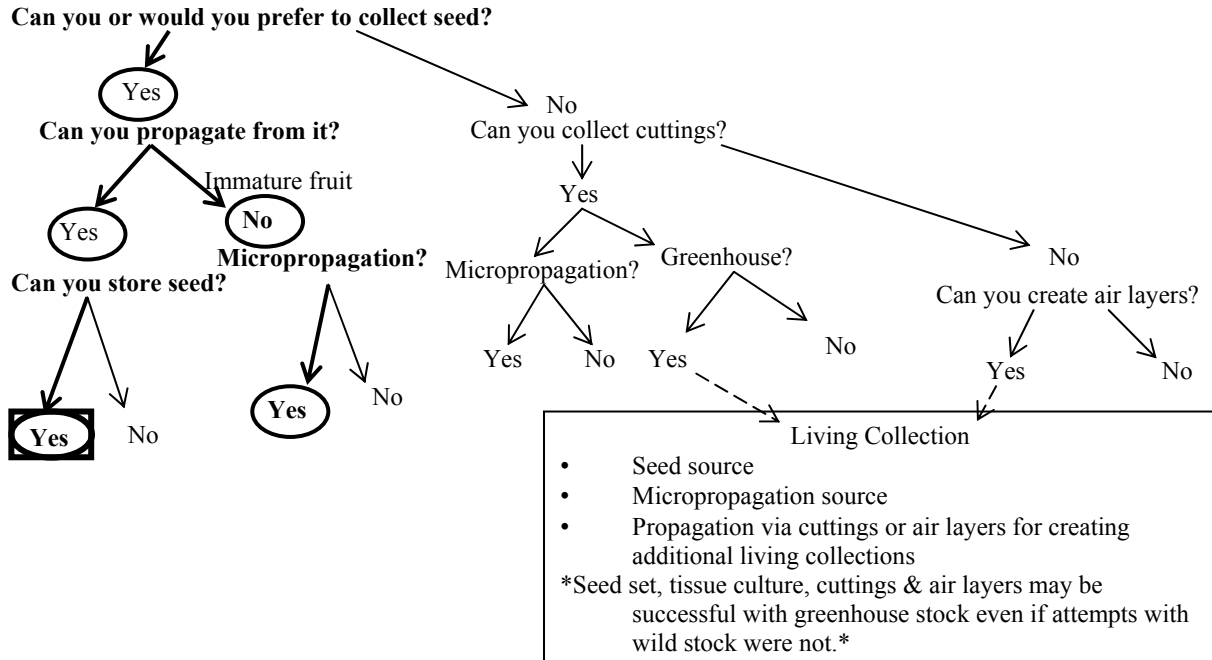 Can you or would you prefer to collect seed?
Yes
No
Can you propagate from it?
Can you collect cuttings?
Immature fruit
Yes
No
Yes
Micropropagation?
Micropropagation?
Greenhouse?
No
Can you store seed?
Can you create air layers?
Yes
No
Yes
No
Yes
No
Yes
No
Yes
No
Living Collection
• Seed source
• Micropropagation source
• Propagation via cuttings or air layers for creating
additional living collections
*Seed set, tissue culture, cuttings & air layers may be
successful with greenhouse stock even if attempts with
wild stock were not.*